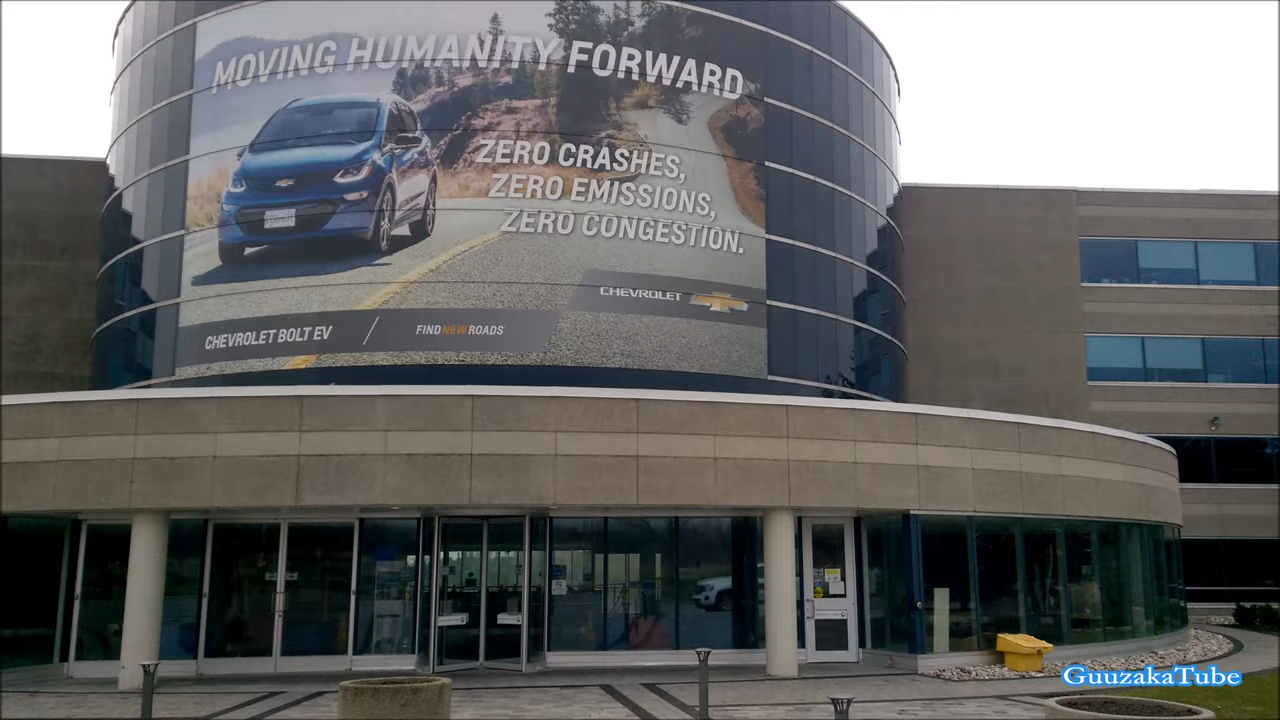 MOVING HUMANITY FORWARD
ZERO CRASHES,
ZERO EMISSIONS,
ZERO CONGESTION.
CHEVROLET
CHEVROLET BOLT EV / FIND NEW ROADS
GuuzakaTube